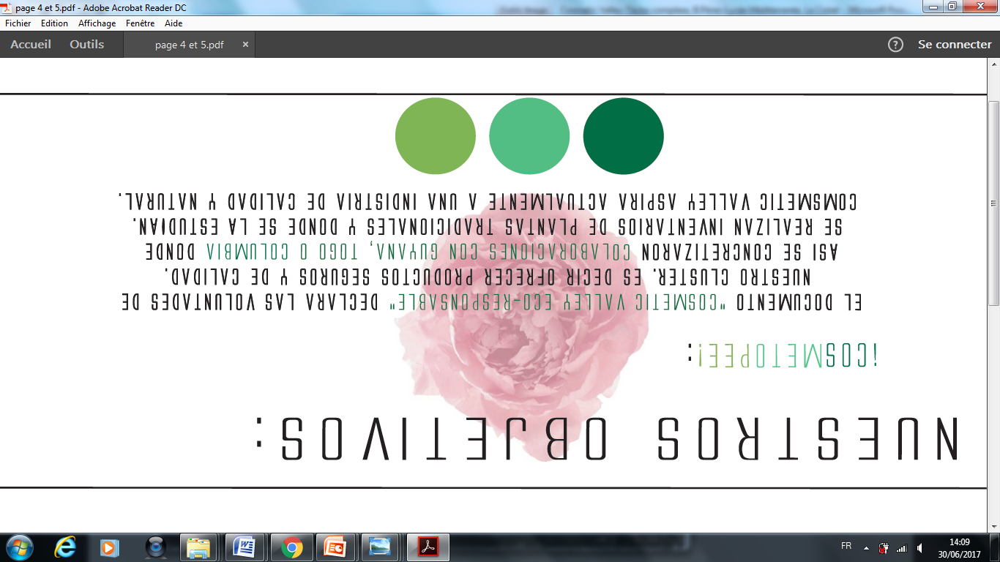 page 4 et 5.pdf - Adobe Acrobat Reader DC
Fichier Edition Affichage Fenêtre Aide
Accueil Outils page 4 et 5.pdf × ? Se connecter
NUESTROS OBJETIVOS:
¡COSMETOPEE!:
EL DOCUMENTO "COSMETIC VALLEY ECO-RESPONSABLE" DECLARA LAS VOLUNTADES DE
NUESTRO CLUSTER. ES DECIR OFRECER PRODUCTOS SEGUROS Y DE CALIDAD.
ASI SE CONCRETIZARON COLABORACIONES CON GUYANA, TOGO O COLUMBIA DONDE
SE REALIZAN INVENTARIOS DE PLANTAS TRADICIONALES Y DONDE SE LA ESTUDIAN.
COMSMETIC VALLEY ASPIRA ACTUALMENTE A UNA INDISTRIA DE CALIDAD Y NATURAL.
FR 14:09
30/06/2017